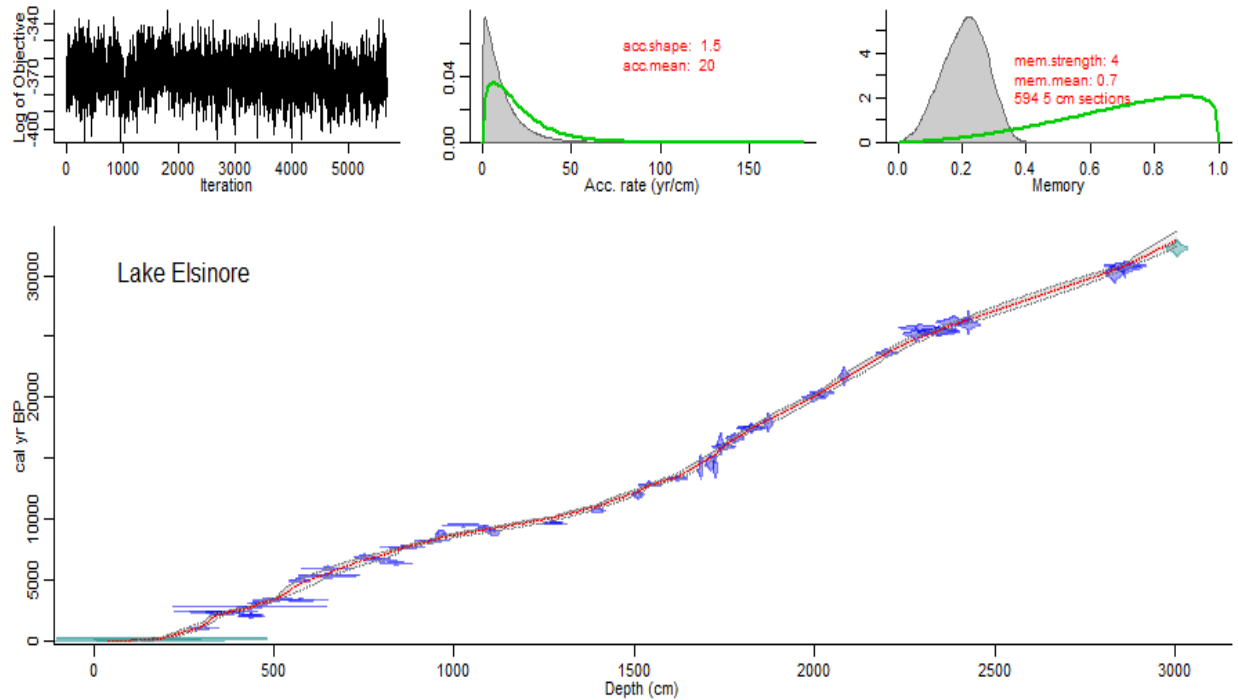 Log of Objective
-340
-370
-400
0 1000 2000 3000 4000 5000
Iteration
acc.shape: 1.5
acc.mean: 20
0.04
0.00
0 50 100 150
Acc. rate (yr/cm)
mem.strength: 4
mem.mean: 0.7
594 5 cm sections
4
2
0
0.0 0.2 0.4 0.6 0.8 1.0
Memory
Lake Elsinore
cal yr BP
30000
20000
10000
5000
0
0 500 1000 1500 2000 2500 3000
Depth (cm)